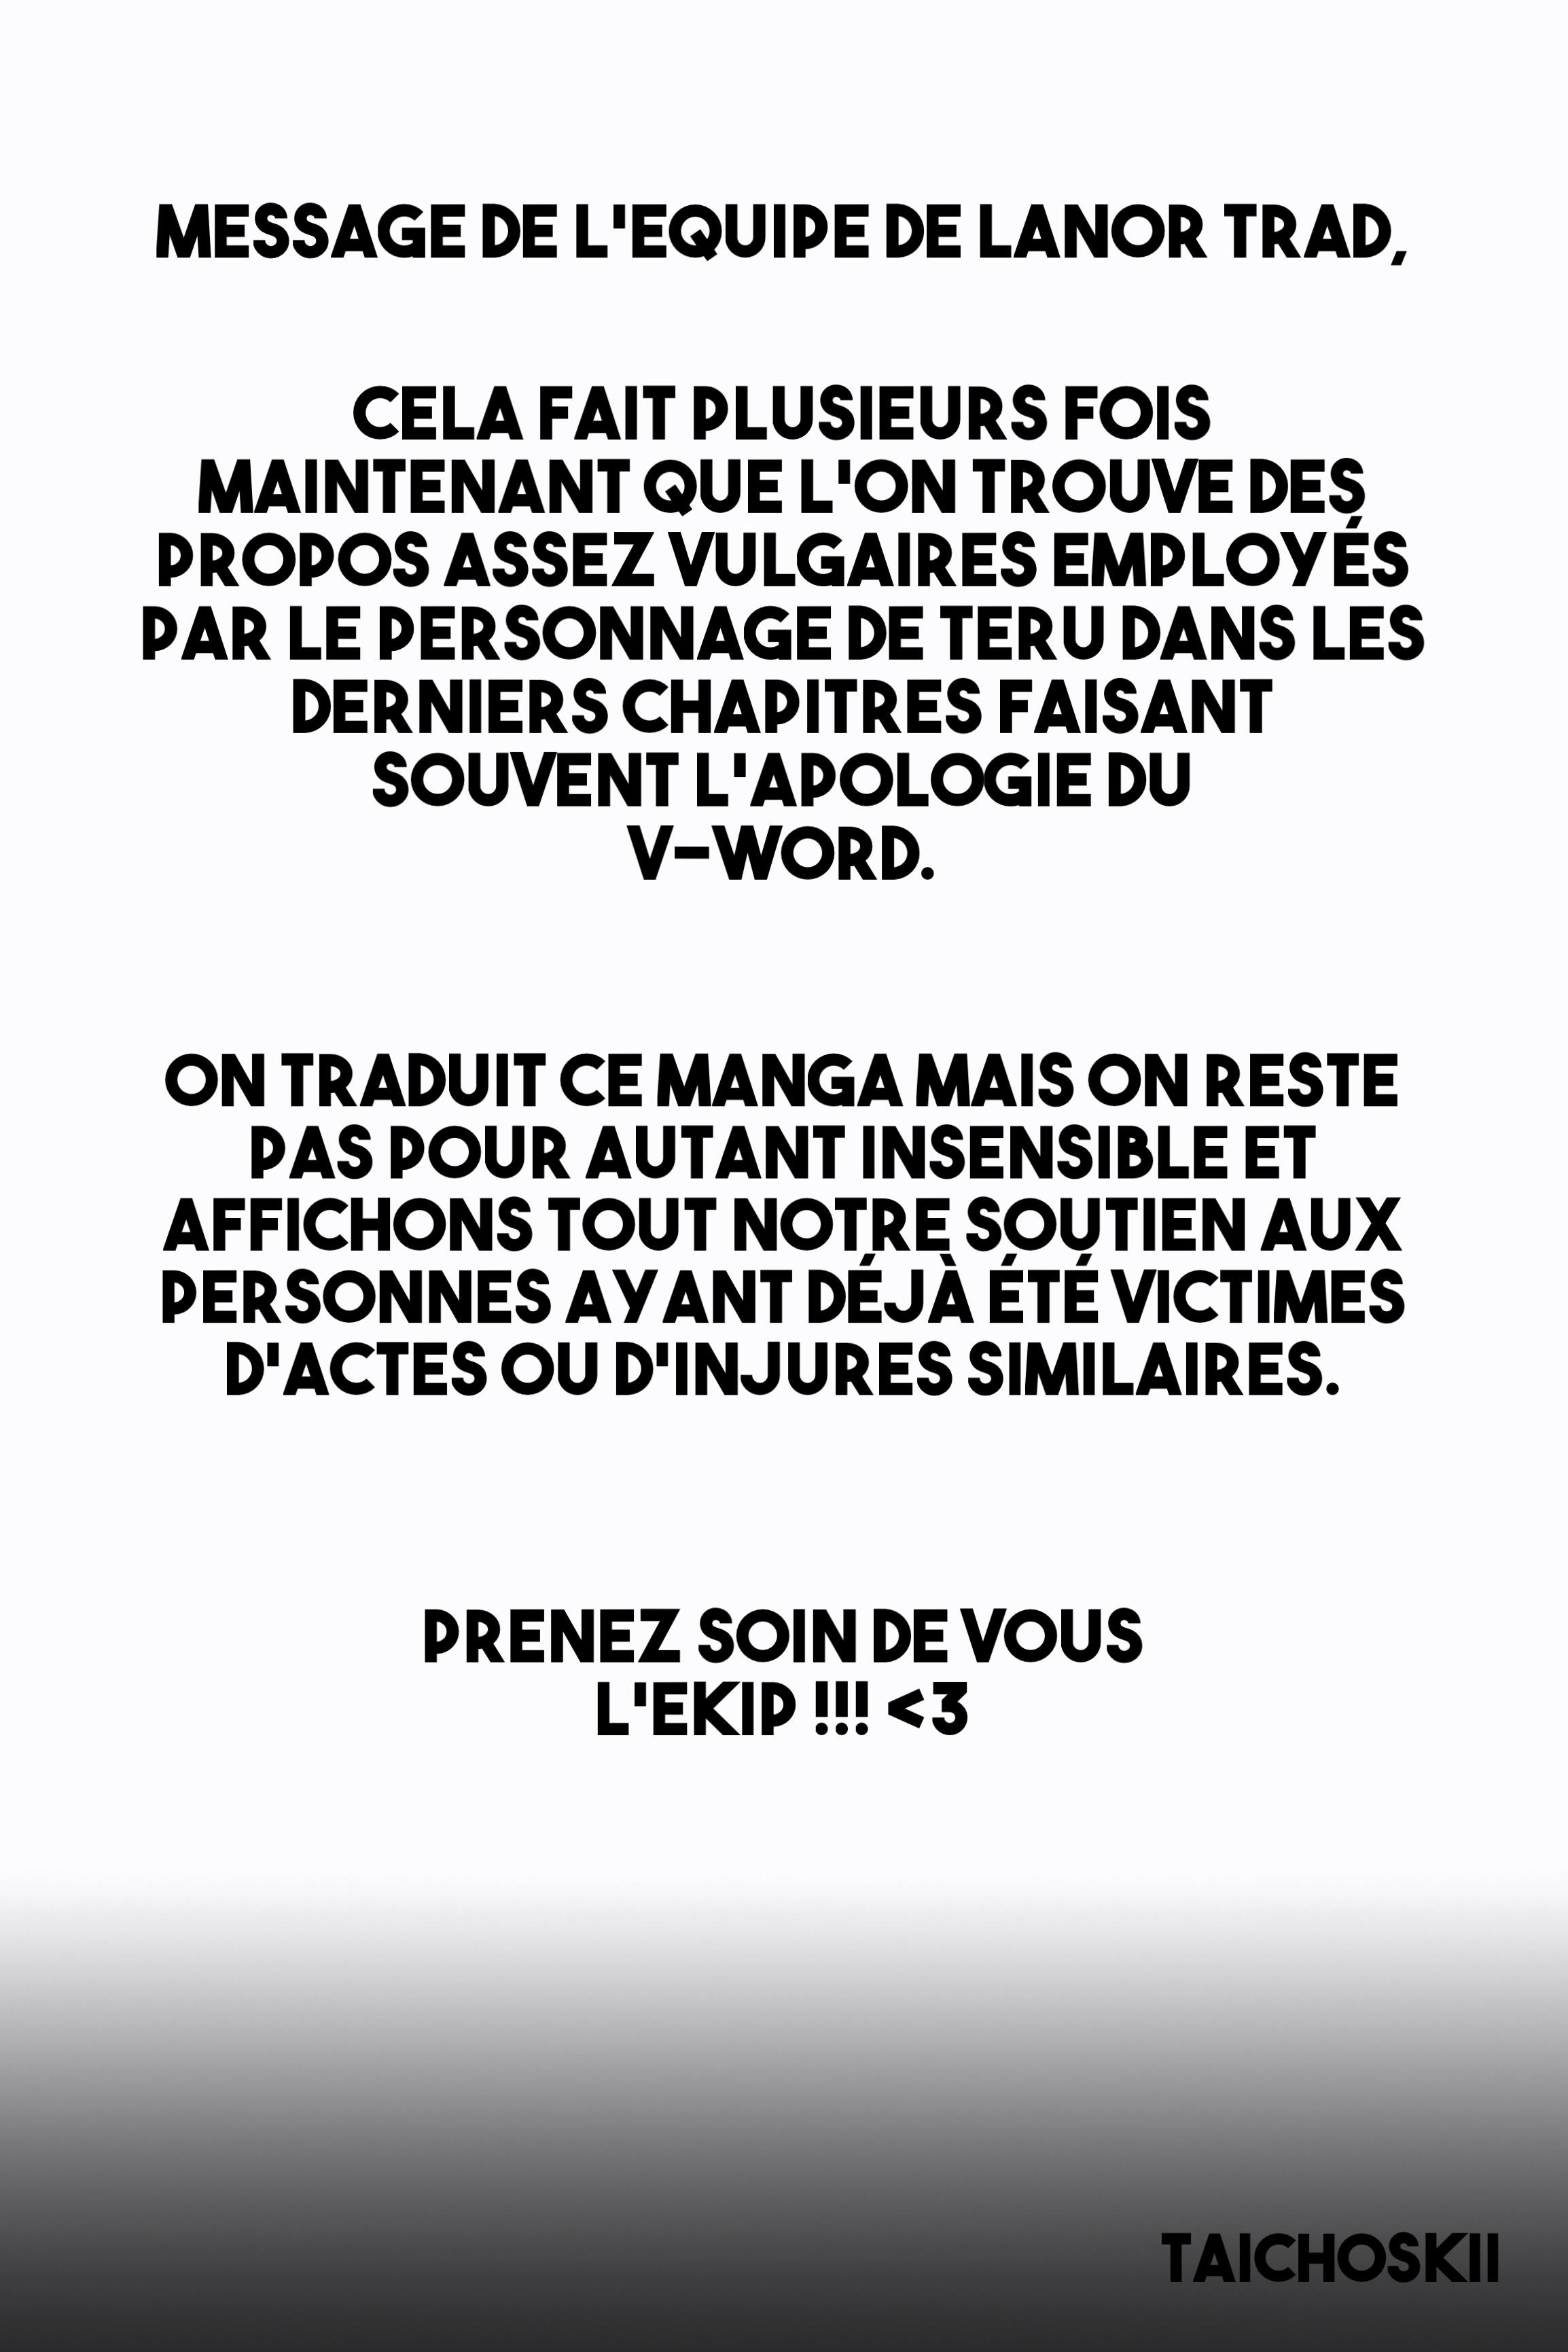 MESSAGE DE L'EQUIPE DE LANOR TRAD,
CELA FAIT PLUSIEURS FOIS
MAINTENANT QUE L'ON TROUVE DES
PROPOS ASSEZ VULGAIRES EMPLOYÉS
PAR LE PERSONNAGE DE TERU DANS LES
DERNIERS CHAPITRES FAISANT
SOUVENT L'APOLOGIE DU
V-WORD.
ON TRADUIT CE MANGA MAIS ON RESTE
PAS POUR AUTANT INSENSIBLE ET
AFFICHONS TOUT NOTRE SOUTIEN AUX
PERSONNES AYANT DÉJÀ ÉTÉ VICTIMES
D'ACTES OU D'INJURES SIMILAIRES.
PRENEZ SOIN DE VOUS
L'EKIP !!! <3
TAICHOSKII